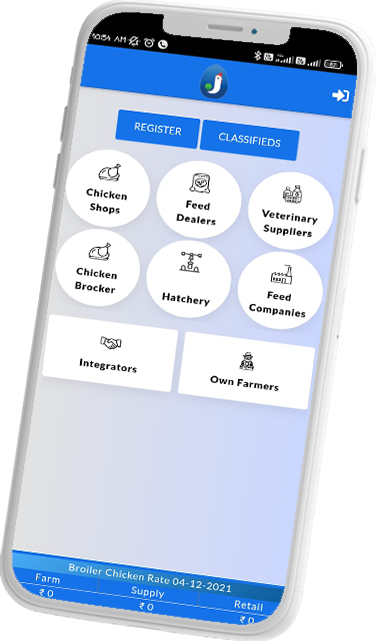 10:54 AM
REGISTER
CLASSIFIEDS
Chicken
Shops
Feed
Dealers
Veterinary
Suppliers
Chicken
Brocker
Hatchery
Feed
Companies
Integrators
Own Farmers
Broiler Chicken Rate 04-12-2021
Farm
Supply
Retail
₹ 0
₹ 0
₹ 0